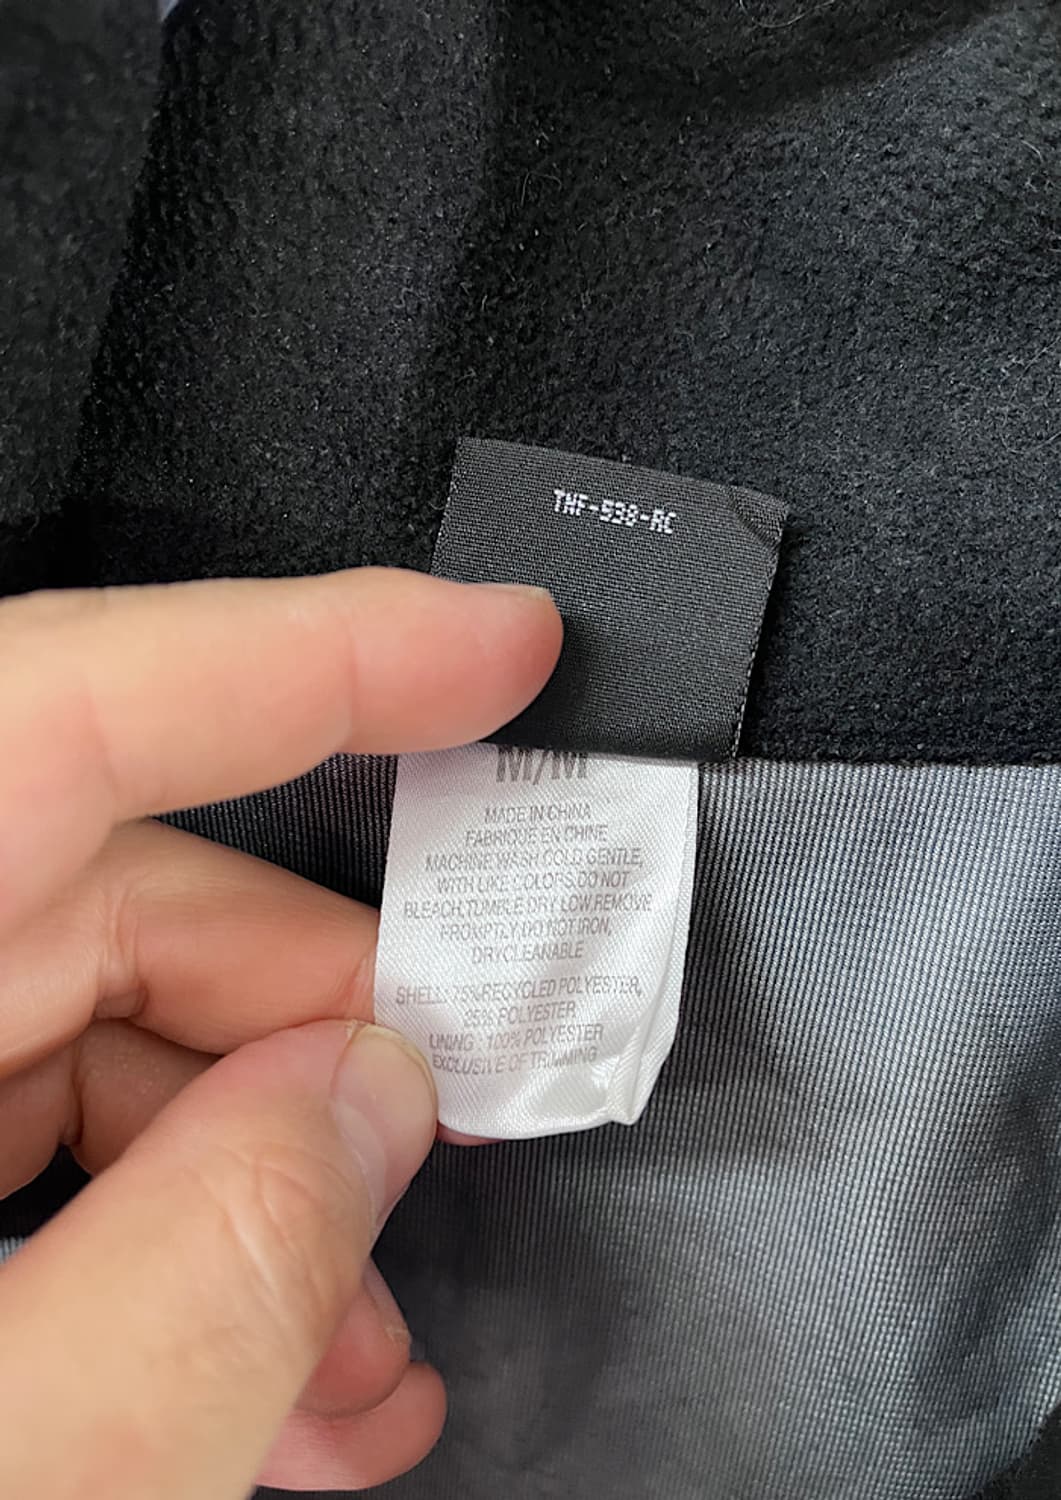 TNF-538-RC
M/M
MADE IN CHINA
FABRIQUE EN CHINE
MACHINE WASH COLD GENTLE,
WITH LIKE COLORS.DO NOT
BLEACH,TUMBLE DRY LOW,REMOVE
PROMPTLY.DO NOT IRON,
DRYCLEANABLE
SHELL: 75%RECYCLED POLYESTER,
25% POLYESTER
LINING : 100% POLYESTER
EXCLUSIVE OF TRIMMING